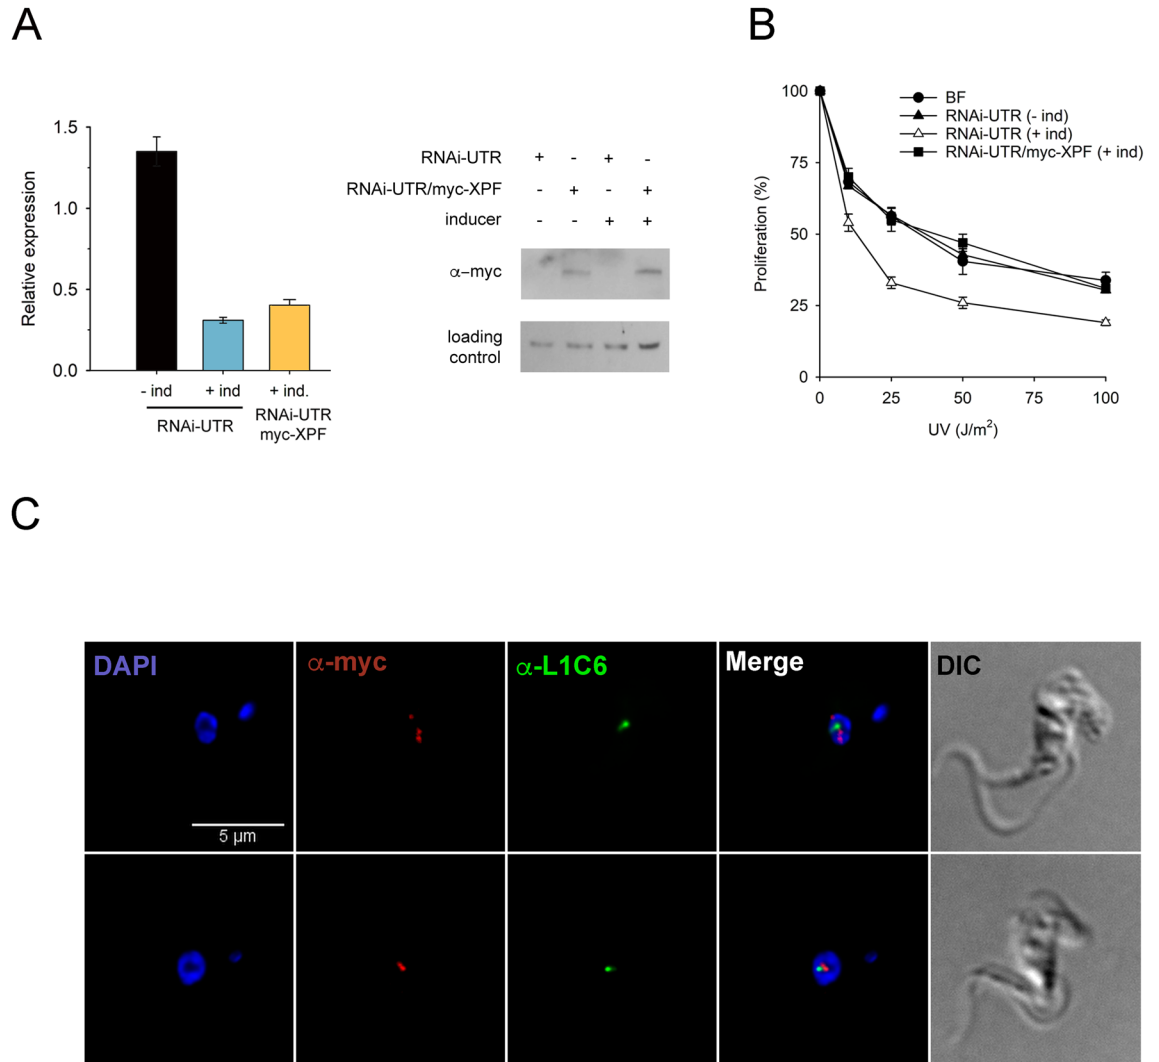 A
B
1.5
1.0
0.5
0.0
Relative expression
- ind
+ ind
+ ind.
RNAi-UTR
RNAi-UTR
myc-XPF
RNAi-UTR + - + -
RNAi-UTR/myc-XPF - + - +
inducer - - + +
α–myc
loading
control
100
75
50
25
0
Proliferation (%)
BF
RNAi-UTR (- ind)
RNAi-UTR (+ ind)
RNAi-UTR/myc-XPF (+ ind)
0 25 50 75 100
UV (J/m²)
C
DAPI
α-myc
α-L1C6
Merge
DIC
5 µm